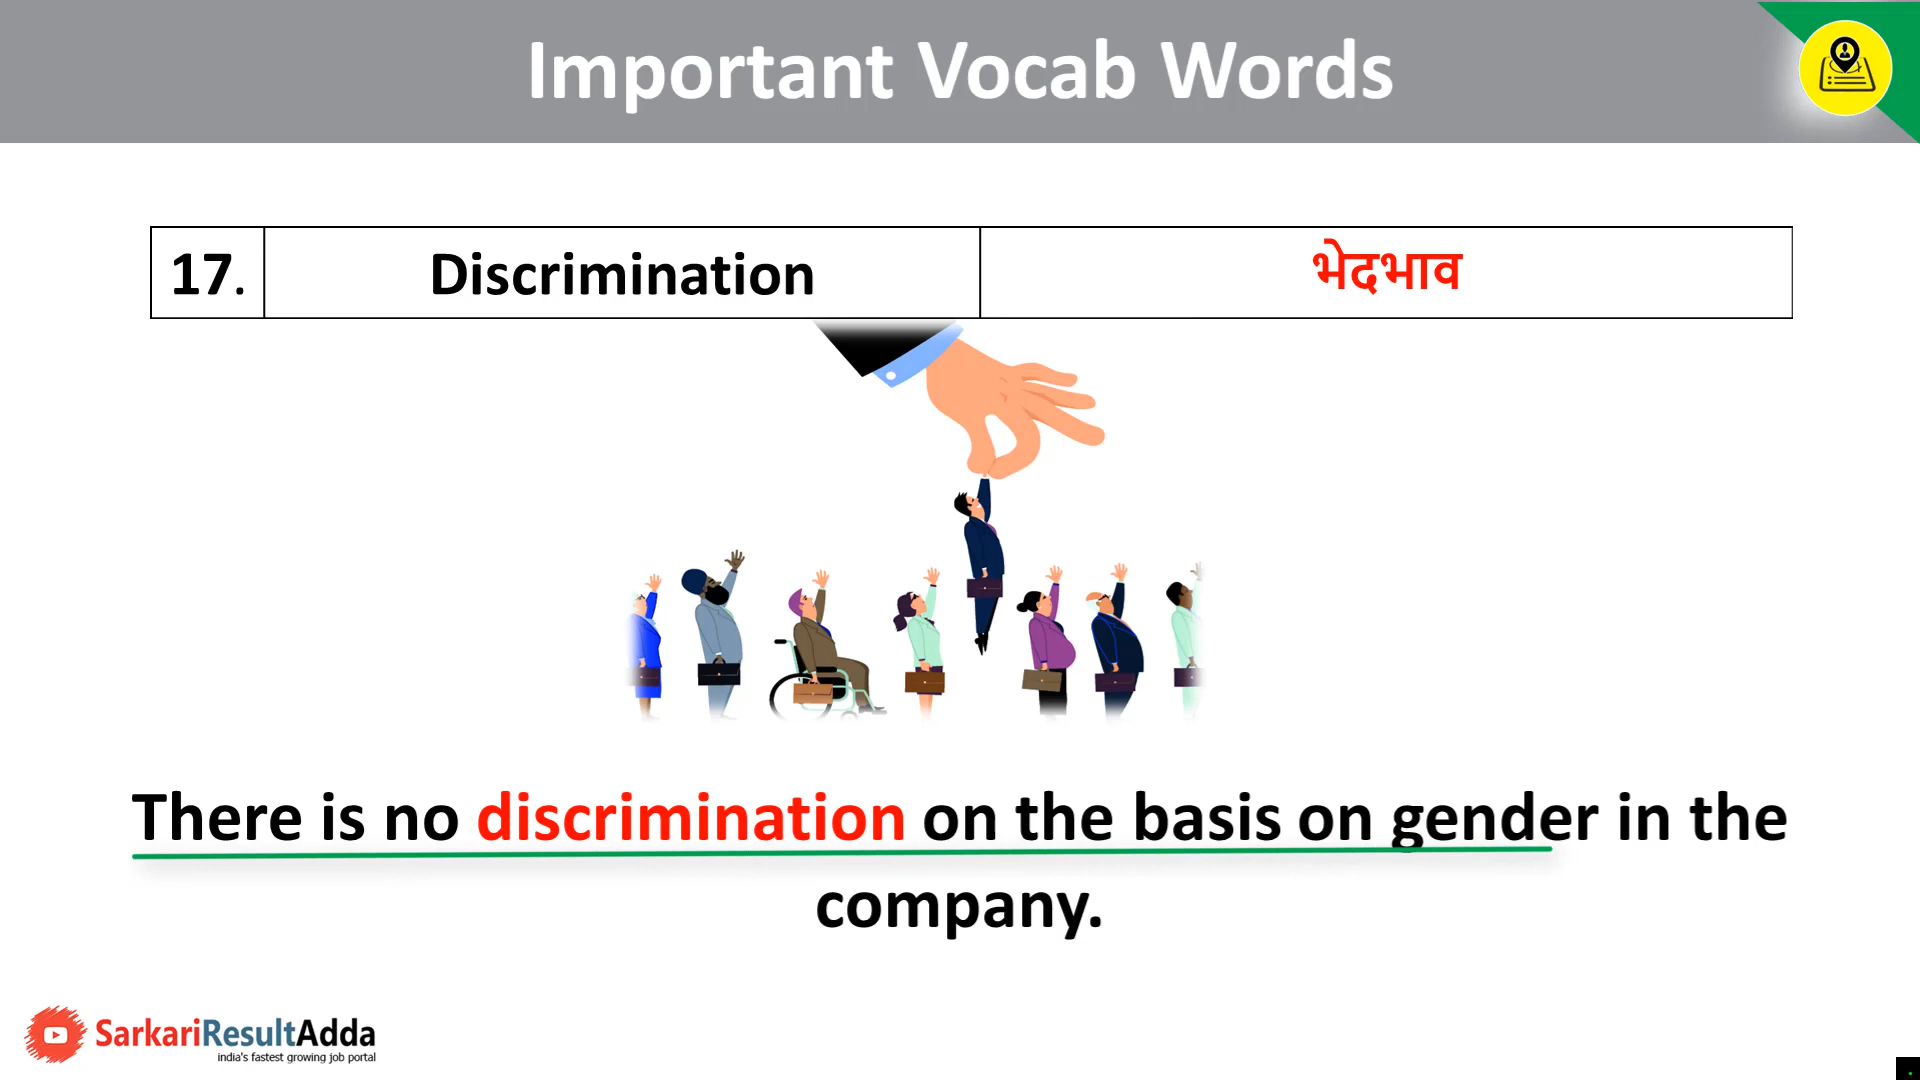 Important Vocab Words
17. Discrimination भेदभाव
There is no discrimination on the basis on gender in the
company.
SarkariResultAdda
india's fastest growing job portal